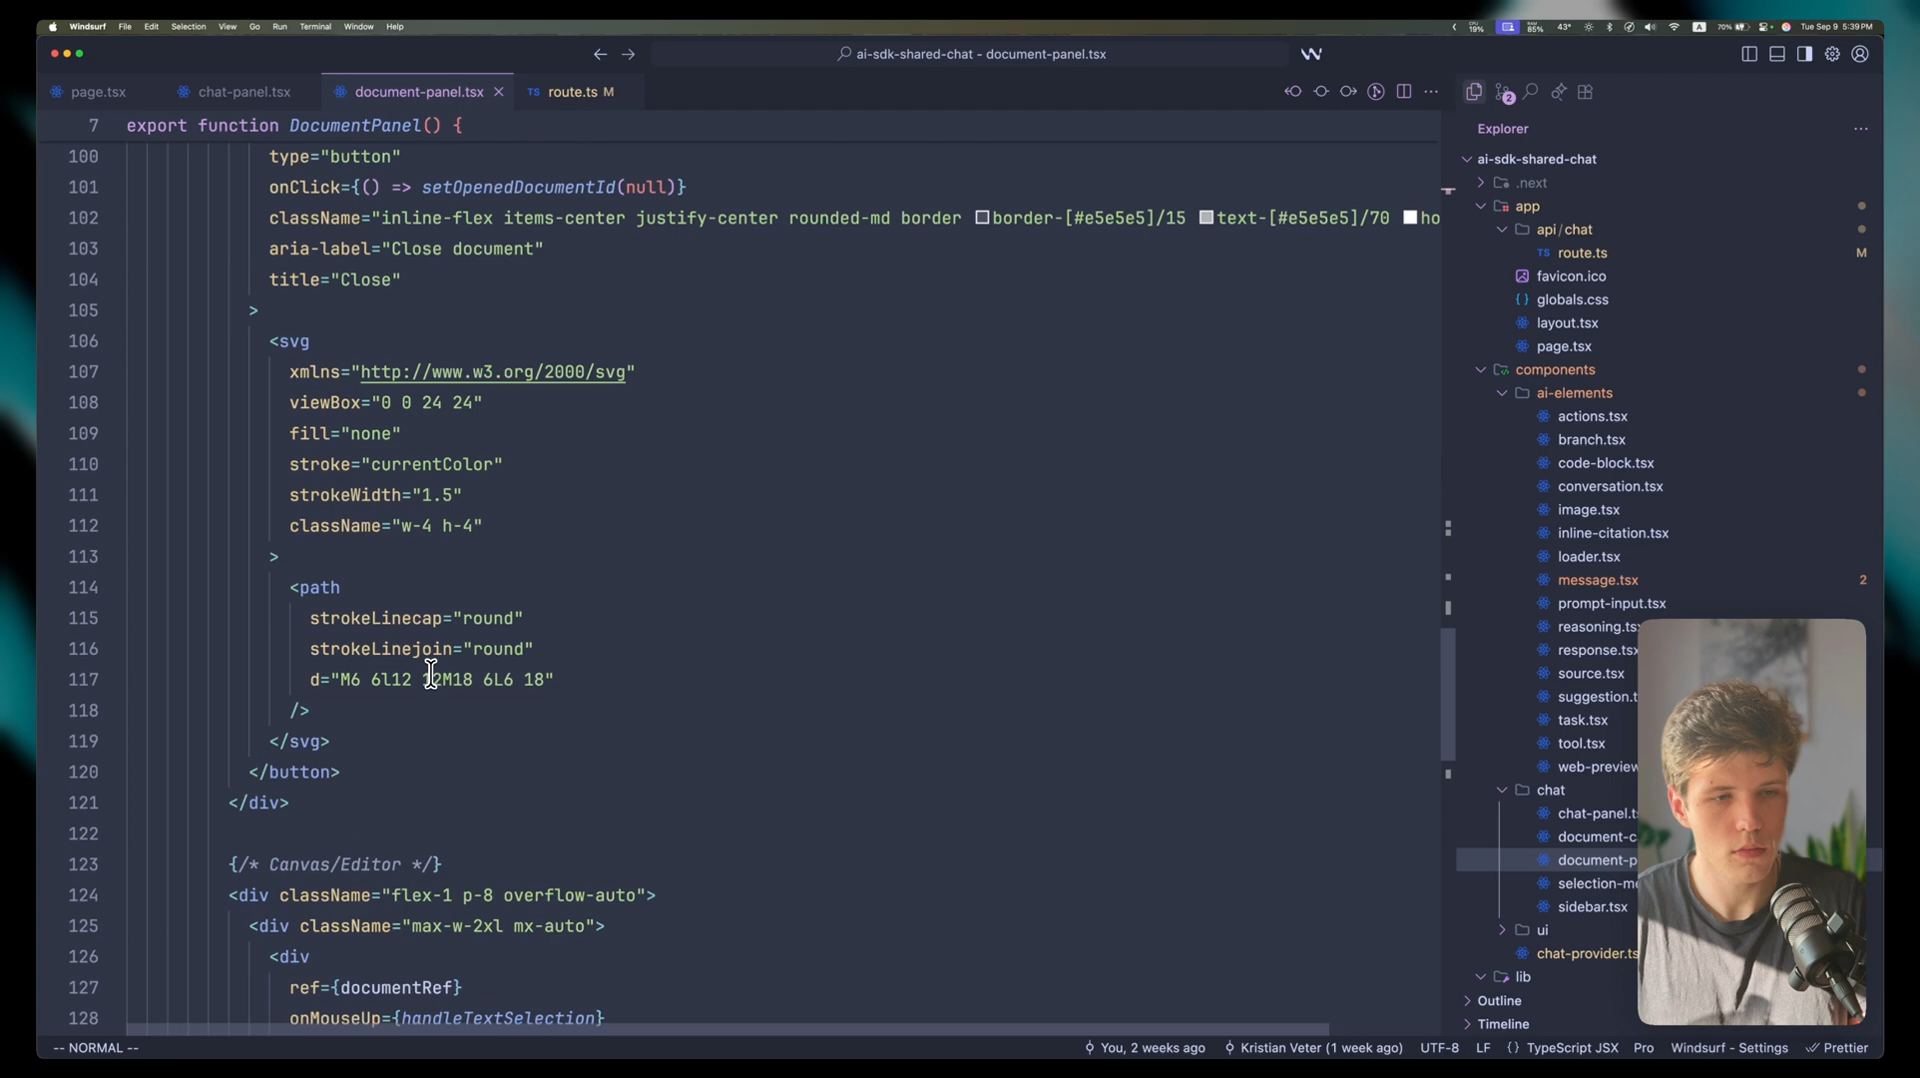 Windsurf File Edit Selection View Go Run Terminal Window Help
CPU 19% RAM 85% 43° A 70% Tue Sep 9 5:39 PM
ai-sdk-shared-chat - document-panel.tsx
page.tsx chat-panel.tsx document-panel.tsx TS route.ts M
7 export function DocumentPanel() {
100 type="button"
101 onClick={() => setOpenedDocumentId(null)}
102 className="inline-flex items-center justify-center rounded-md border border-[#e5e5e5]/15 text-[#e5e5e5]/70 ho
103 aria-label="Close document"
104 title="Close"
105 >
106 <svg
107 xmlns="http://www.w3.org/2000/svg"
108 viewBox="0 0 24 24"
109 fill="none"
110 stroke="currentColor"
111 strokeWidth="1.5"
112 className="w-4 h-4"
113 >
114 <path
115 strokeLinecap="round"
116 strokeLinejoin="round"
117 d="M6 6l12 12M18 6L6 18"
118 />
119 </svg>
120 </button>
121 </div>
122
123 {/* Canvas/Editor */}
124 <div className="flex-1 p-8 overflow-auto">
125 <div className="max-w-2xl mx-auto">
126 <div
127 ref={documentRef}
128 onMouseUp={handleTextSelection}
2
Explorer
ai-sdk-shared-chat
.next
app
api/chat
TS route.ts M
favicon.ico
globals.css
layout.tsx
page.tsx
components
ai-elements
actions.tsx
branch.tsx
code-block.tsx
conversation.tsx
image.tsx
inline-citation.tsx
loader.tsx
message.tsx 2
prompt-input.tsx
reasoning.ts
response.ts
source.tsx
suggestion.
task.tsx
tool.tsx
web-preview
chat
chat-panel.t
document-c
document-p
selection-m
sidebar.tsx
ui
chat-provider.ts
lib
Outline
Timeline
-- NORMAL -- You, 2 weeks ago Kristian Veter (1 week ago) UTF-8 LF {} TypeScript JSX Pro Windsurf - Settings Prettier